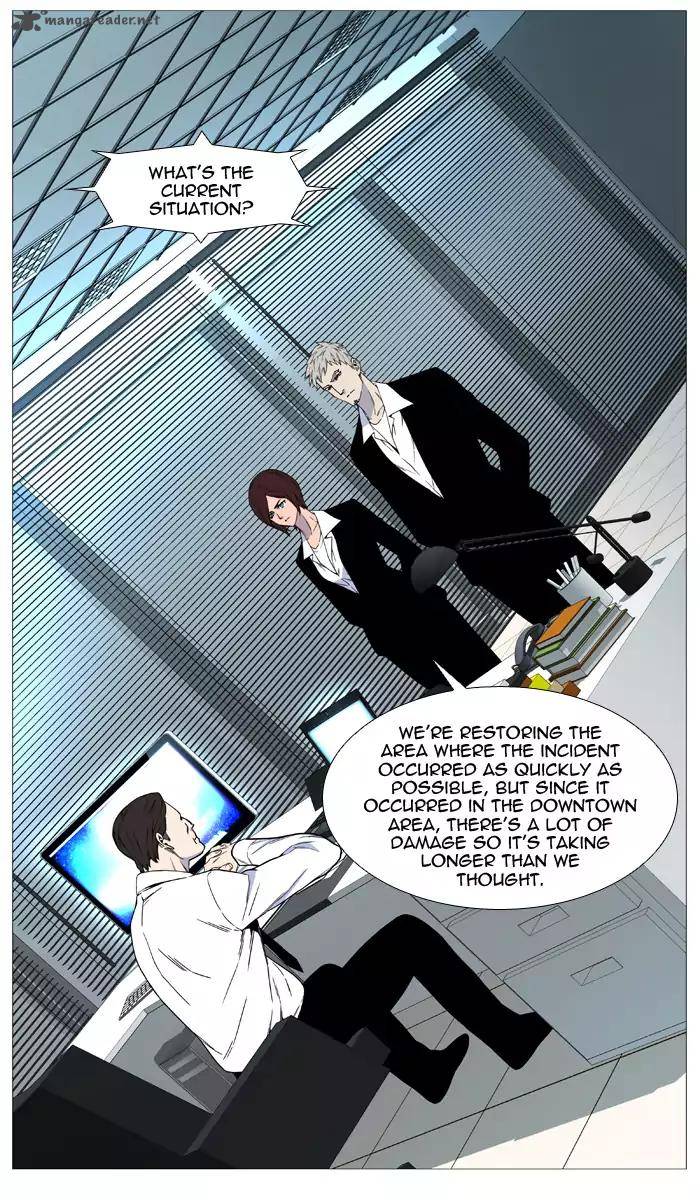 mangareader.net
WHAT'S THE
CURRENT
SITUATION?
WE'RE RESTORING THE
AREA WHERE THE INCIDENT
OCCURRED AS QUICKLY AS
POSSIBLE, BUT SINCE IT
OCCURRED IN THE DOWNTOWN
AREA, THERE'S A LOT OF
DAMAGE SO IT'S TAKING
LONGER THAN WE
THOUGHT.